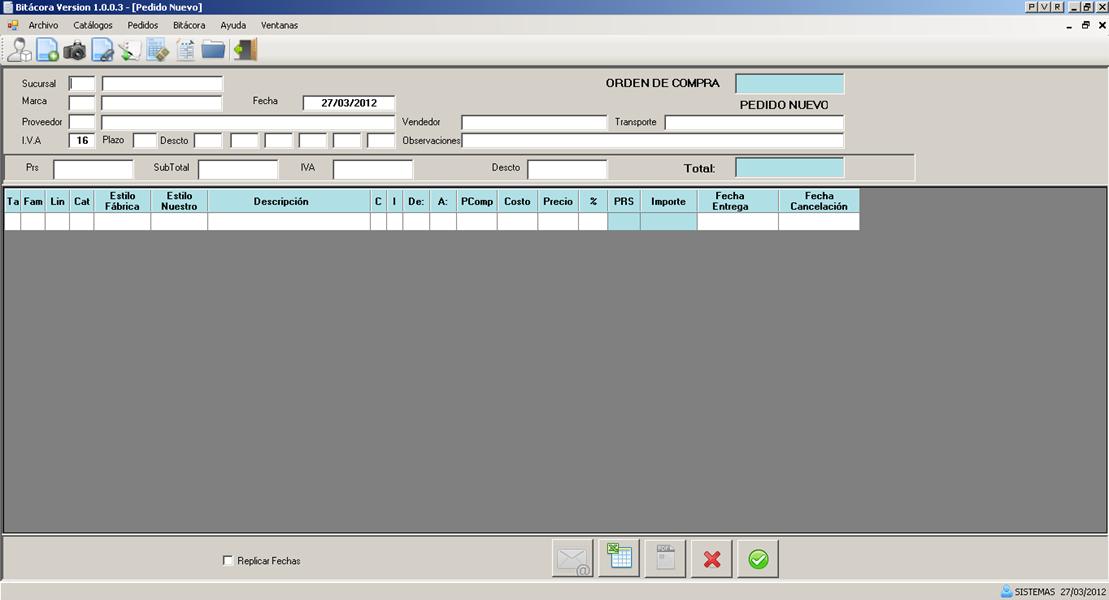 Bitácora Version 1.0.0.3 - [Pedido Nuevo]
P V R
Archivo Catálogos Pedidos Bitácora Ayuda Ventanas
Sucursal ORDEN DE COMPRA
Marca Fecha 27/03/2012 PEDIDO NUEVO
Proveedor Vendedor Transporte
I.V.A 16 Plazo Descto Observaciones
Prs SubTotal IVA Descto Total:
Ta Fam Lin Cat Estilo Fábrica Estilo Nuestro Descripción C I De: A: PComp Costo Precio % PRS Importe Fecha Entrega Fecha Cancelación
Replicar Fechas
SISTEMAS 27/03/2012